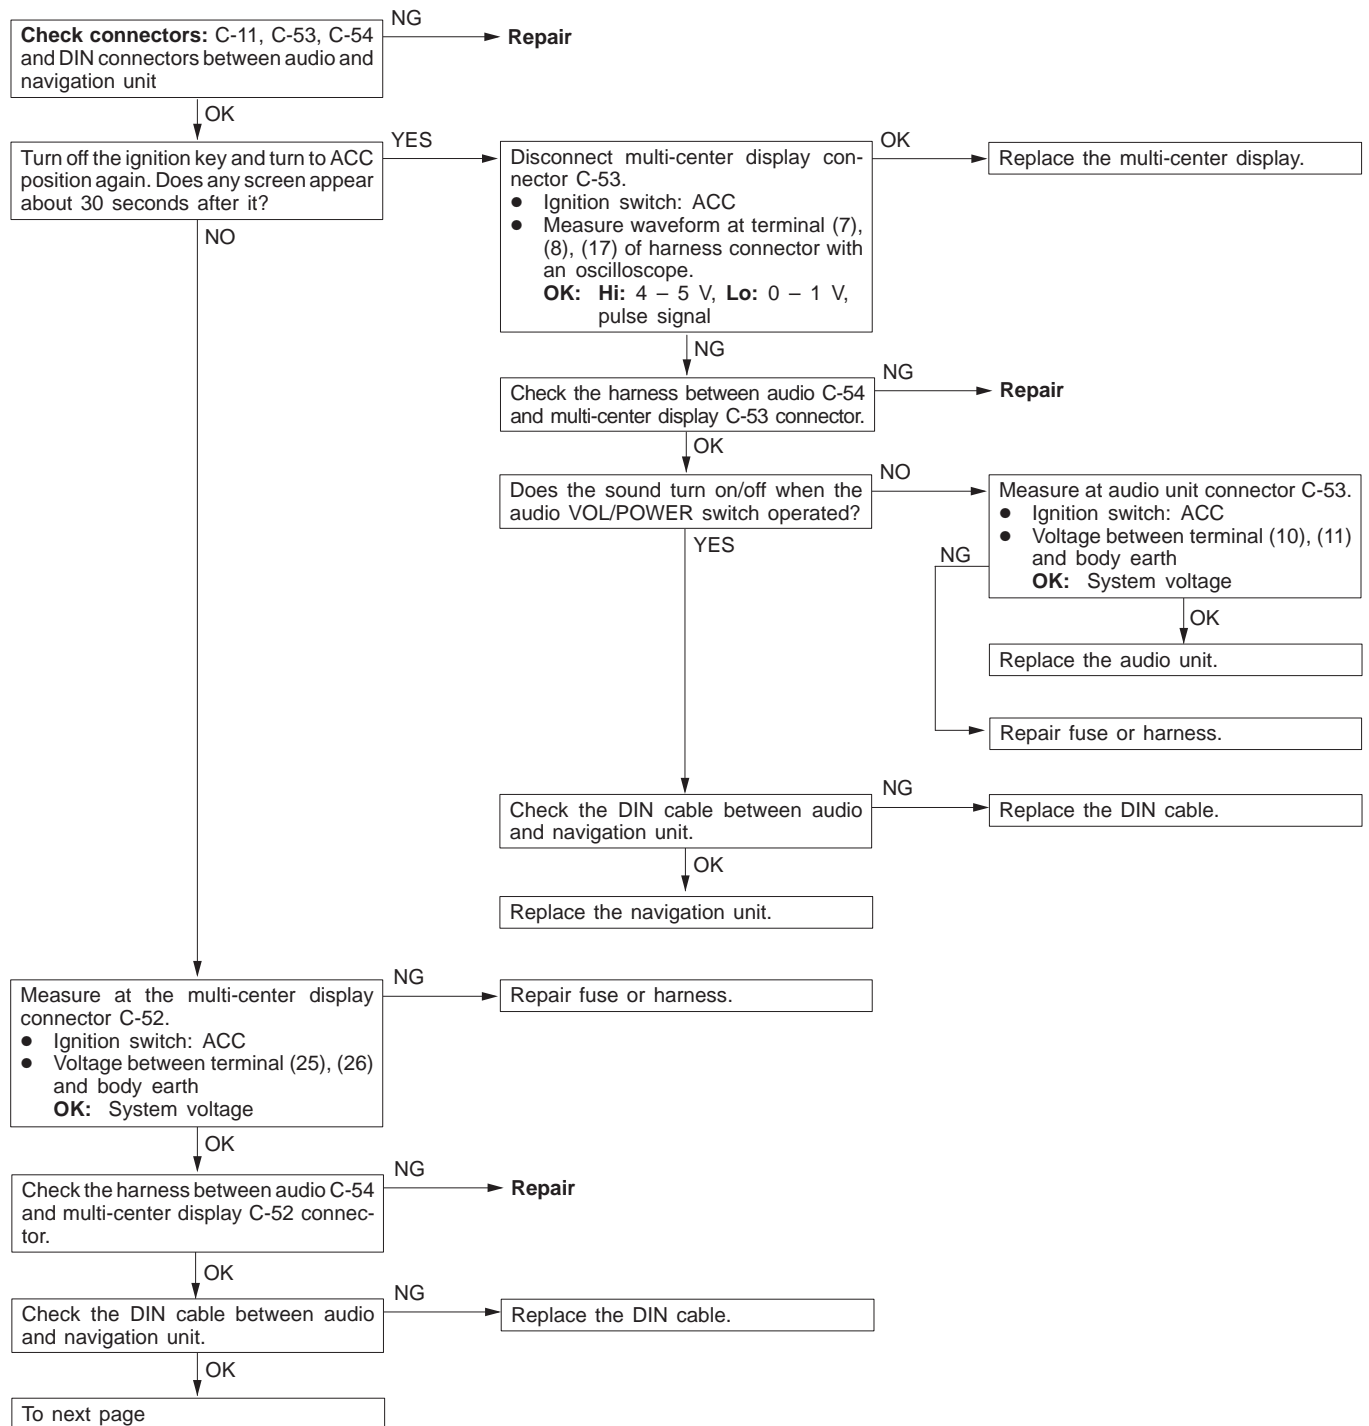 Check connectors: C-11, C-53, C-54
and DIN connectors between audio and
navigation unit
NG
Repair
OK
Turn off the ignition key and turn to ACC
position again. Does any screen appear
about 30 seconds after it?
YES
NO
Disconnect multi-center display con-
nector C-53.
● Ignition switch: ACC
● Measure waveform at terminal (7),
(8), (17) of harness connector with
an oscilloscope.
OK: Hi: 4 – 5 V, Lo: 0 – 1 V,
pulse signal
OK
Replace the multi-center display.
NG
Check the harness between audio C-54
and multi-center display C-53 connector.
NG
Repair
OK
Does the sound turn on/off when the
audio VOL/POWER switch operated?
NO
YES
Measure at audio unit connector C-53.
● Ignition switch: ACC
● Voltage between terminal (10), (11)
and body earth
OK: System voltage
NG
OK
Replace the audio unit.
Repair fuse or harness.
Check the DIN cable between audio
and navigation unit.
NG
Replace the DIN cable.
OK
Replace the navigation unit.
Measure at the multi-center display
connector C-52.
● Ignition switch: ACC
● Voltage between terminal (25), (26)
and body earth
OK: System voltage
NG
Repair fuse or harness.
OK
Check the harness between audio C-54
and multi-center display C-52 connec-
tor.
NG
Repair
OK
Check the DIN cable between audio
and navigation unit.
NG
Replace the DIN cable.
OK
To next page